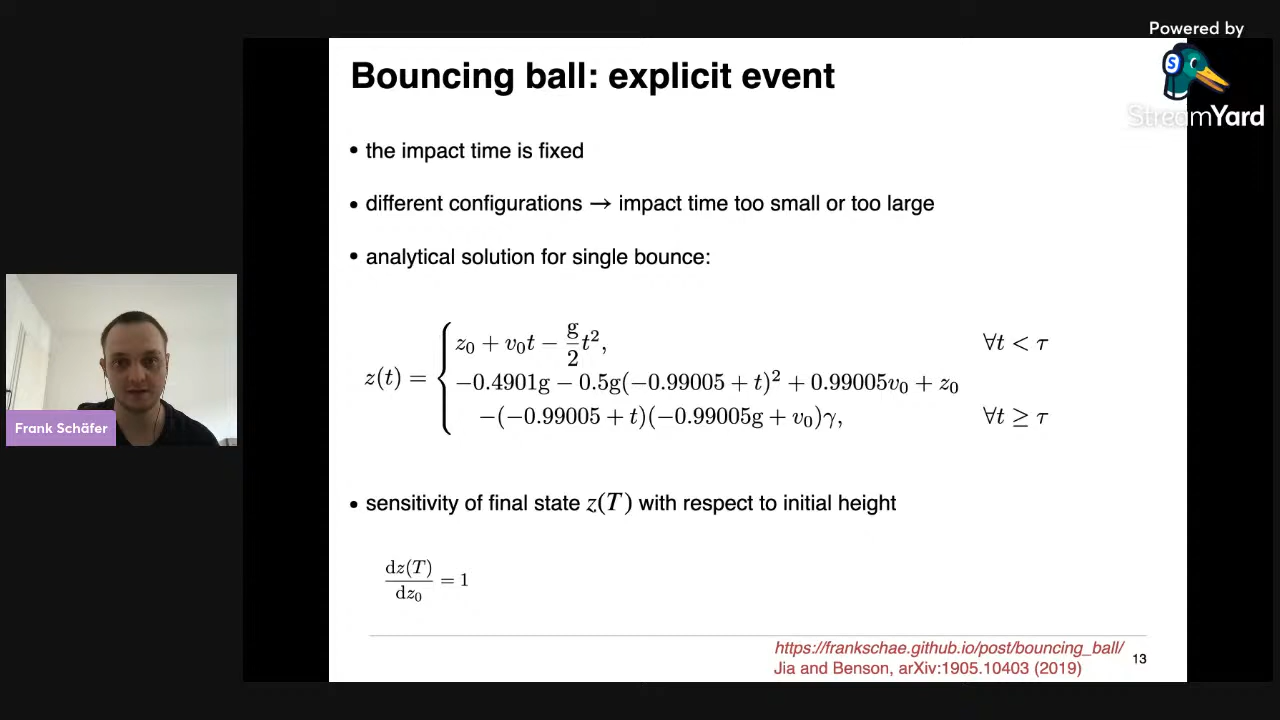 Powered by
StreamYard
Bouncing ball: explicit event
• the impact time is fixed
• different configurations → impact time too small or too large
• analytical solution for single bounce:
z(t) = { z₀ + v₀t − g/2 t², ∀t < τ
−0.4901g − 0.5g(−0.99005 + t)² + 0.99005v₀ + z₀
−(−0.99005 + t)(−0.99005g + v₀)γ, ∀t ≥ τ
Frank Schäfer
• sensitivity of final state z(T) with respect to initial height
dz(T)/dz₀ = 1
https://frankschae.github.io/post/bouncing_ball/
Jia and Benson, arXiv:1905.10403 (2019)
13